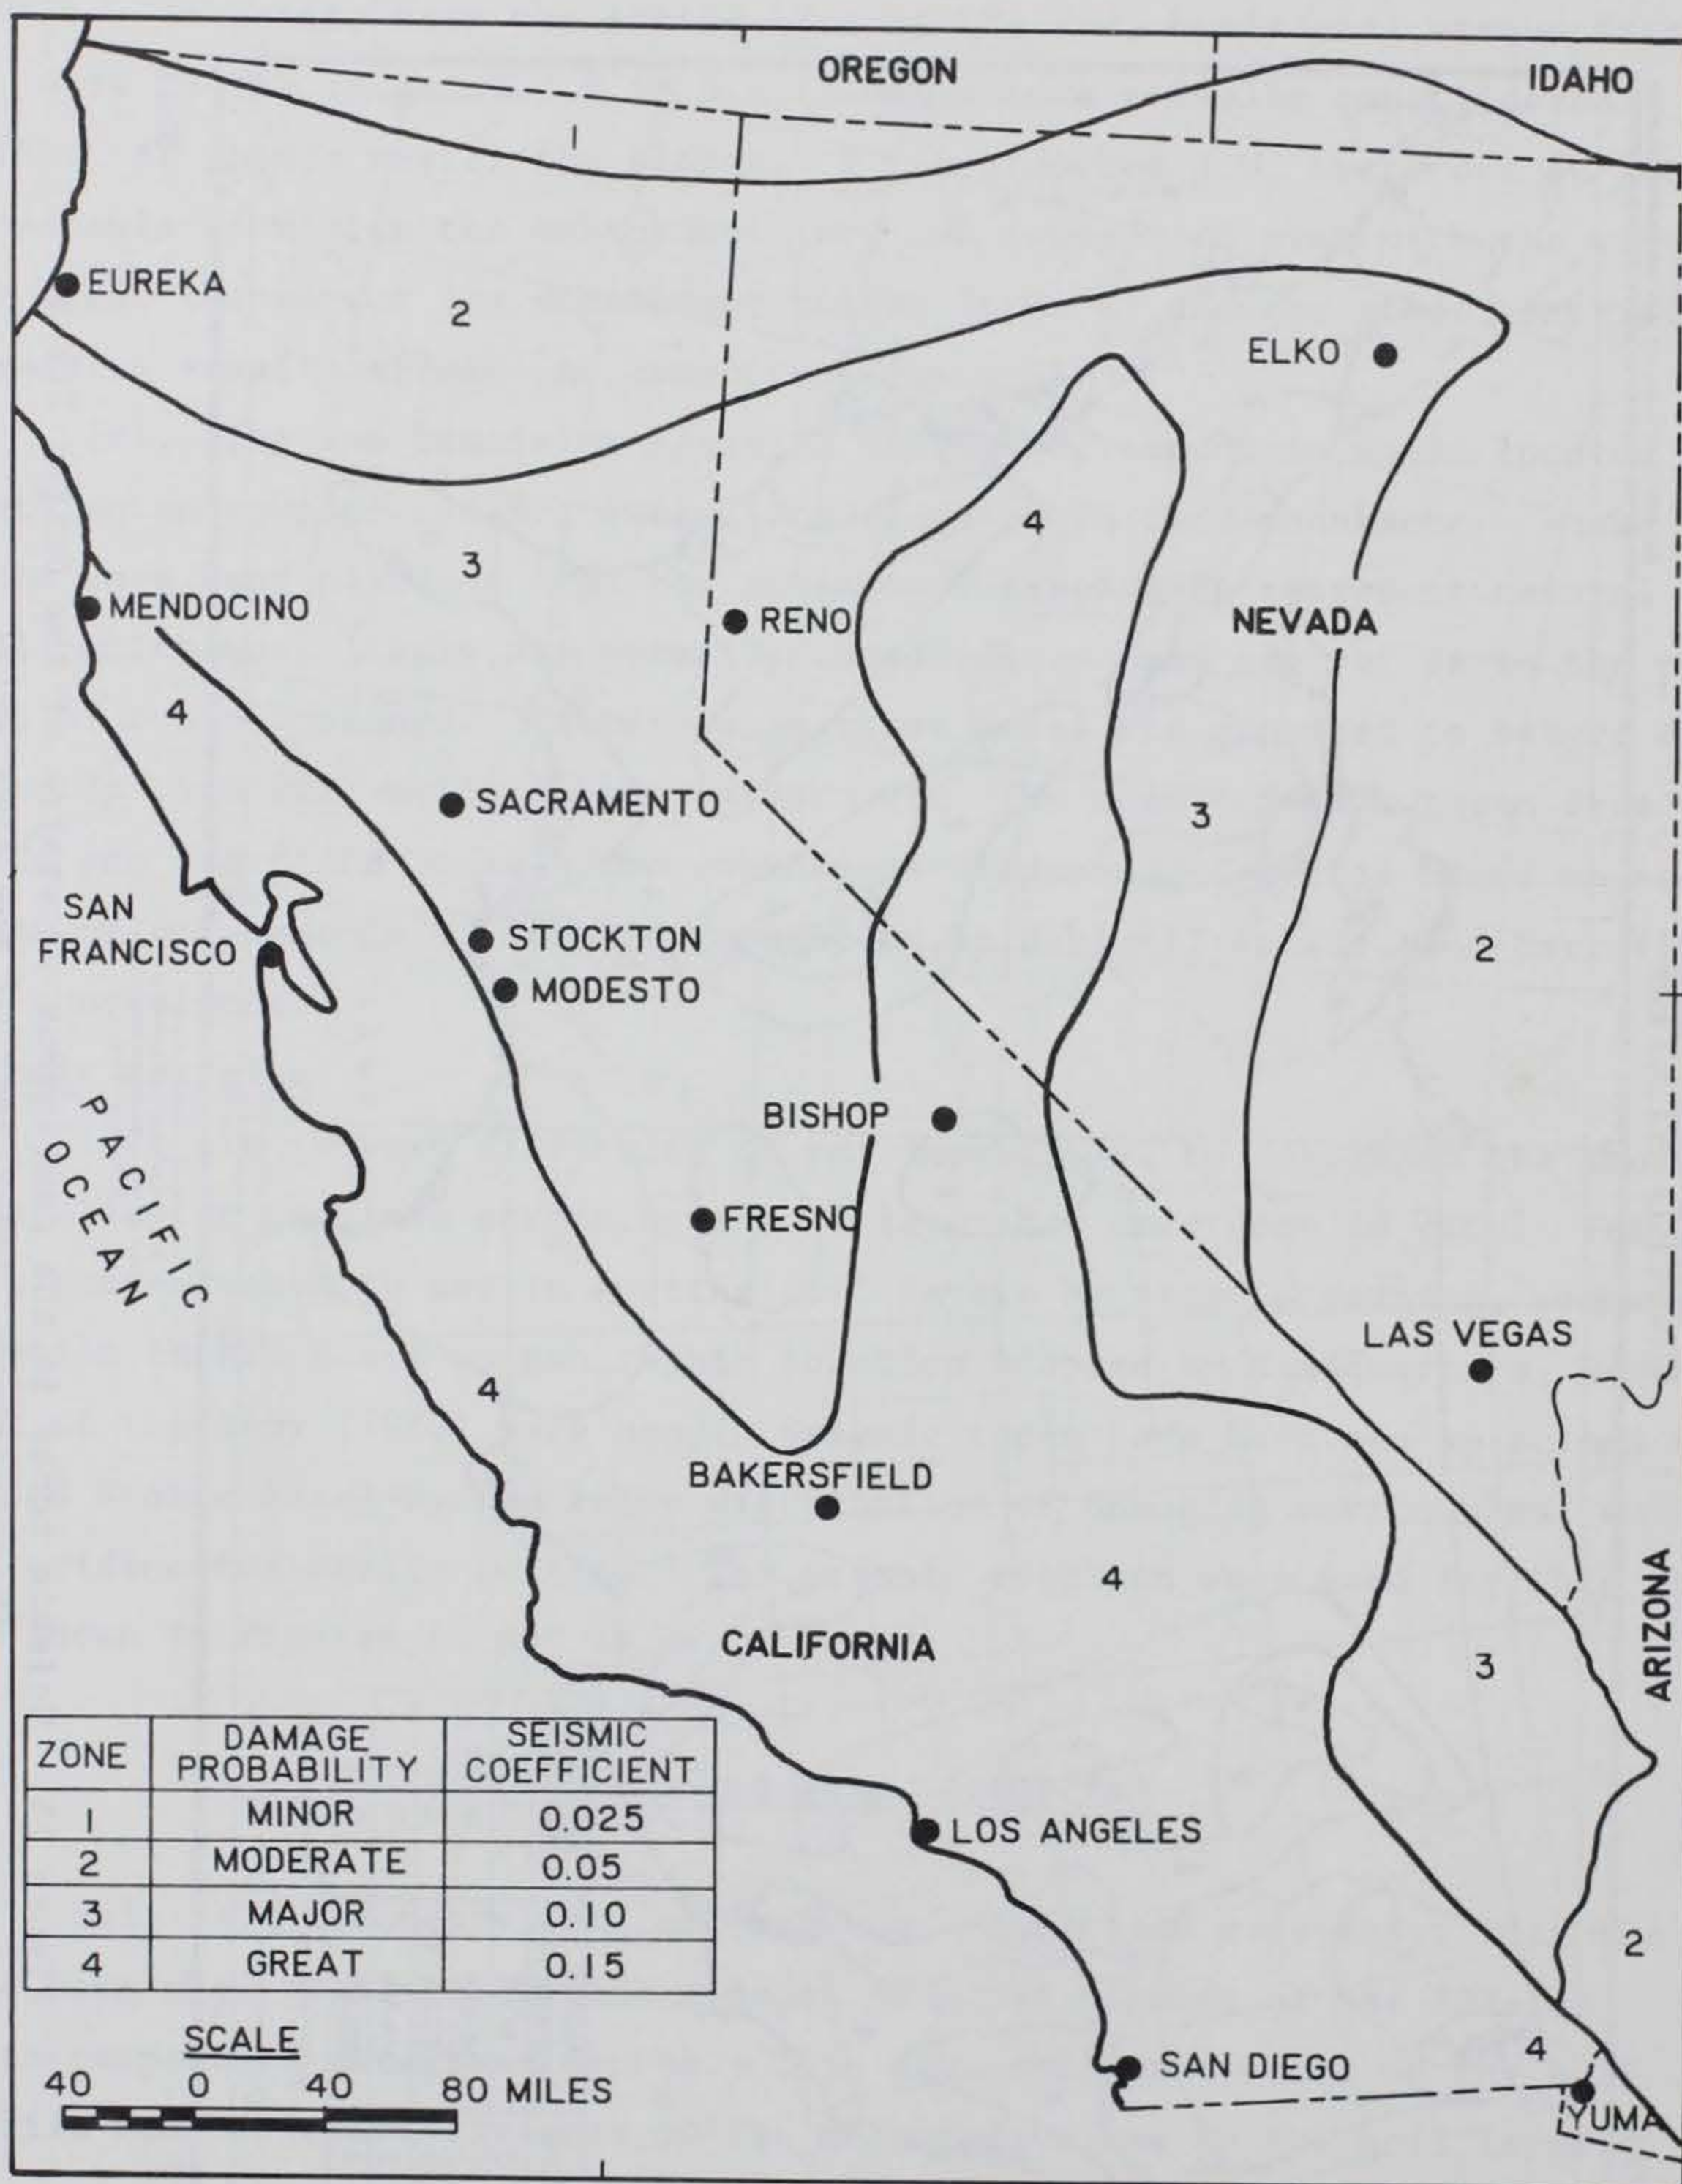 OREGON
IDAHO
1
EUREKA
2
ELKO
4
3
MENDOCINO
RENO
NEVADA
4
SACRAMENTO
3
SAN
FRANCISCO
STOCKTON
2
MODESTO
PACIFIC
OCEAN
BISHOP
FRESNO
LAS VEGAS
4
BAKERSFIELD
4
ARIZONA
CALIFORNIA
3
ZONE DAMAGE PROBABILITY SEISMIC COEFFICIENT
1 MINOR 0.025
2 MODERATE 0.05
3 MAJOR 0.10
4 GREAT 0.15
LOS ANGELES
2
SCALE
40 0 40 80 MILES
4
SAN DIEGO
YUMA